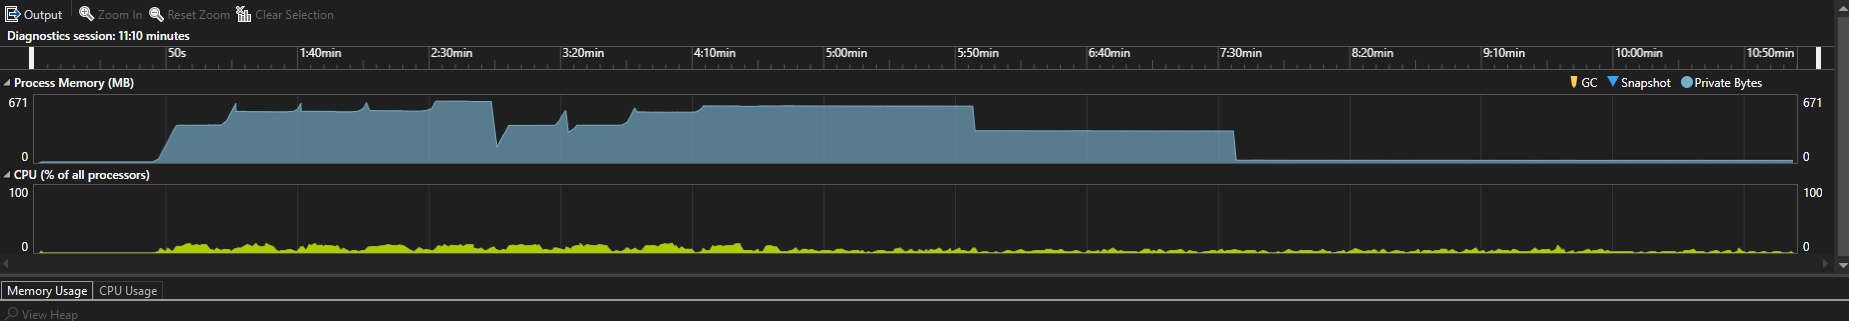 Output Zoom In Reset Zoom Clear Selection
Diagnostics session: 11:10 minutes
50s 1:40min 2:30min 3:20min 4:10min 5:00min 5:50min 6:40min 7:30min 8:20min 9:10min 10:00min 10:50min
Process Memory (MB) GC Snapshot Private Bytes
671 671
0 0
CPU (% of all processors)
100 100
0 0
Memory Usage CPU Usage
View Heap